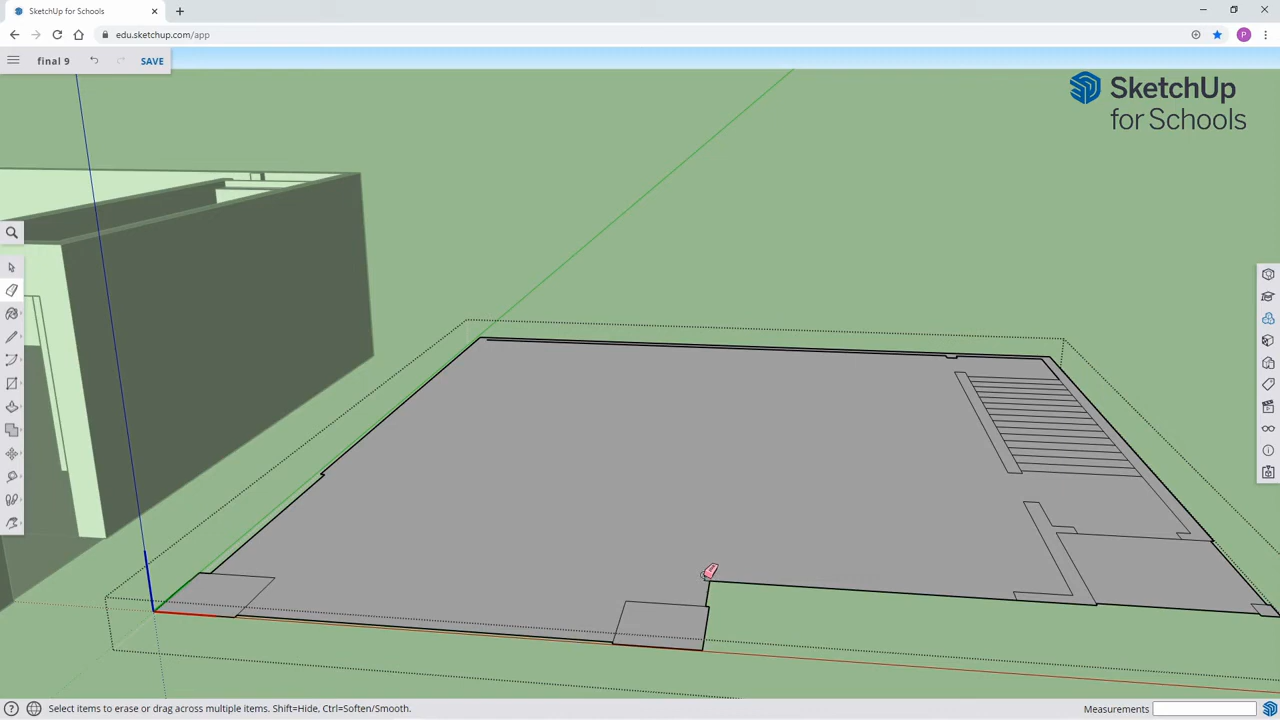 SketchUp for Schools
edu.sketchup.com/app
P
final 9
SAVE
SketchUp
for Schools
Select items to erase or drag across multiple items. Shift=Hide, Ctrl=Soften/Smooth.
Measurements